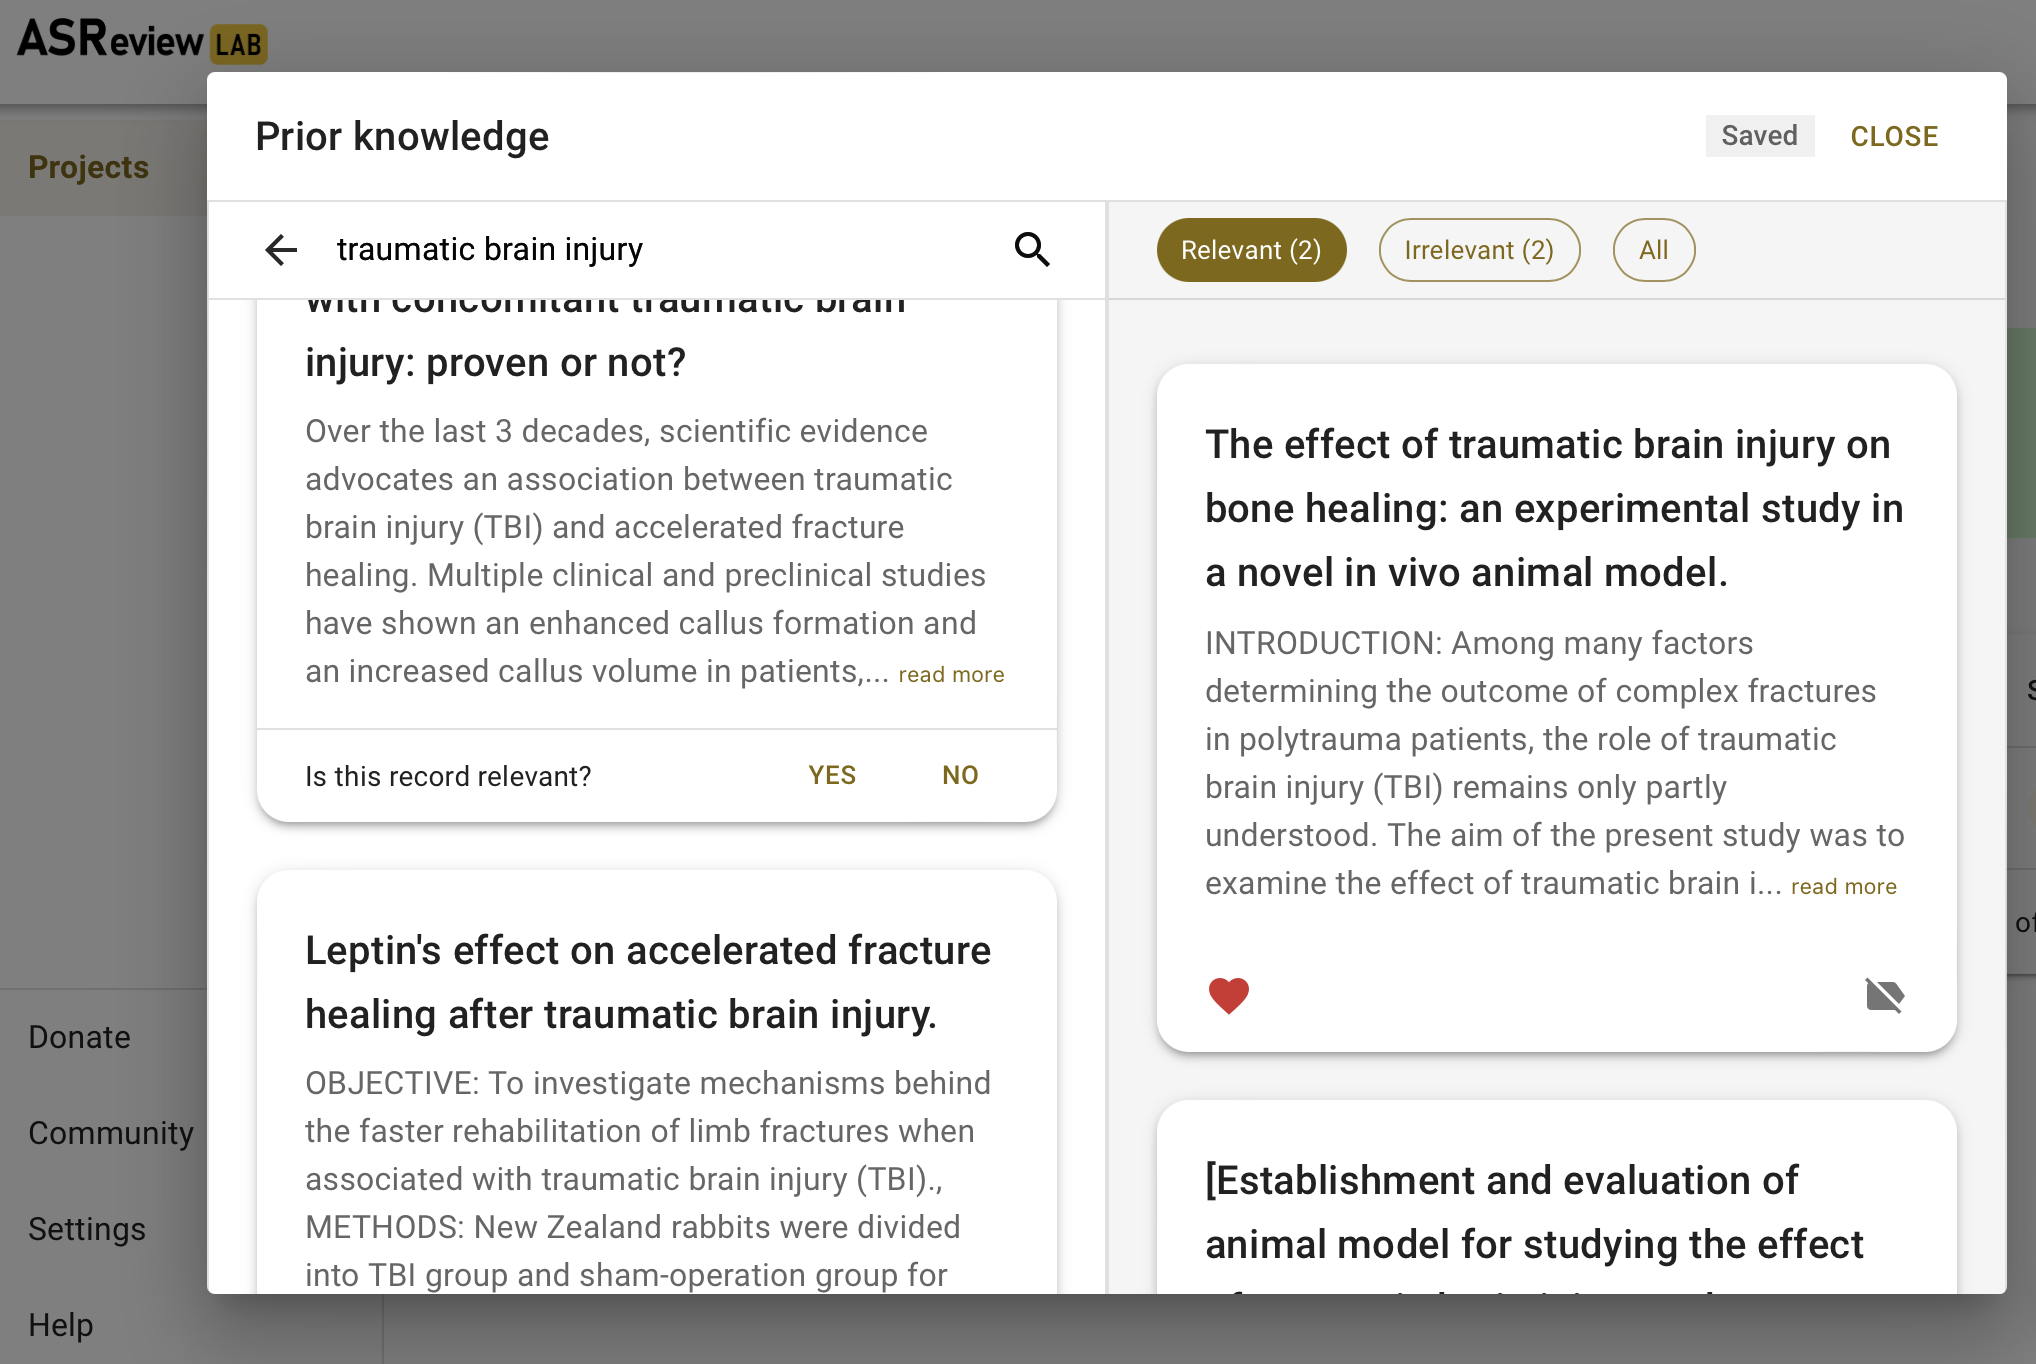 ASReview LAB
Prior knowledge
Saved
CLOSE
Projects
traumatic brain injury
Relevant (2)
Irrelevant (2)
All
with concomitant traumatic brain
injury: proven or not?
Over the last 3 decades, scientific evidence
advocates an association between traumatic
brain injury (TBI) and accelerated fracture
healing. Multiple clinical and preclinical studies
have shown an enhanced callus formation and
an increased callus volume in patients,... read more
Is this record relevant?
YES
NO
Leptin's effect on accelerated fracture
healing after traumatic brain injury.
OBJECTIVE: To investigate mechanisms behind
the faster rehabilitation of limb fractures when
associated with traumatic brain injury (TBI).,
METHODS: New Zealand rabbits were divided
into TBI group and sham-operation group for
The effect of traumatic brain injury on
bone healing: an experimental study in
a novel in vivo animal model.
INTRODUCTION: Among many factors
determining the outcome of complex fractures
in polytrauma patients, the role of traumatic
brain injury (TBI) remains only partly
understood. The aim of the present study was to
examine the effect of traumatic brain i... read more
[Establishment and evaluation of
animal model for studying the effect
Donate
Community
Settings
Help